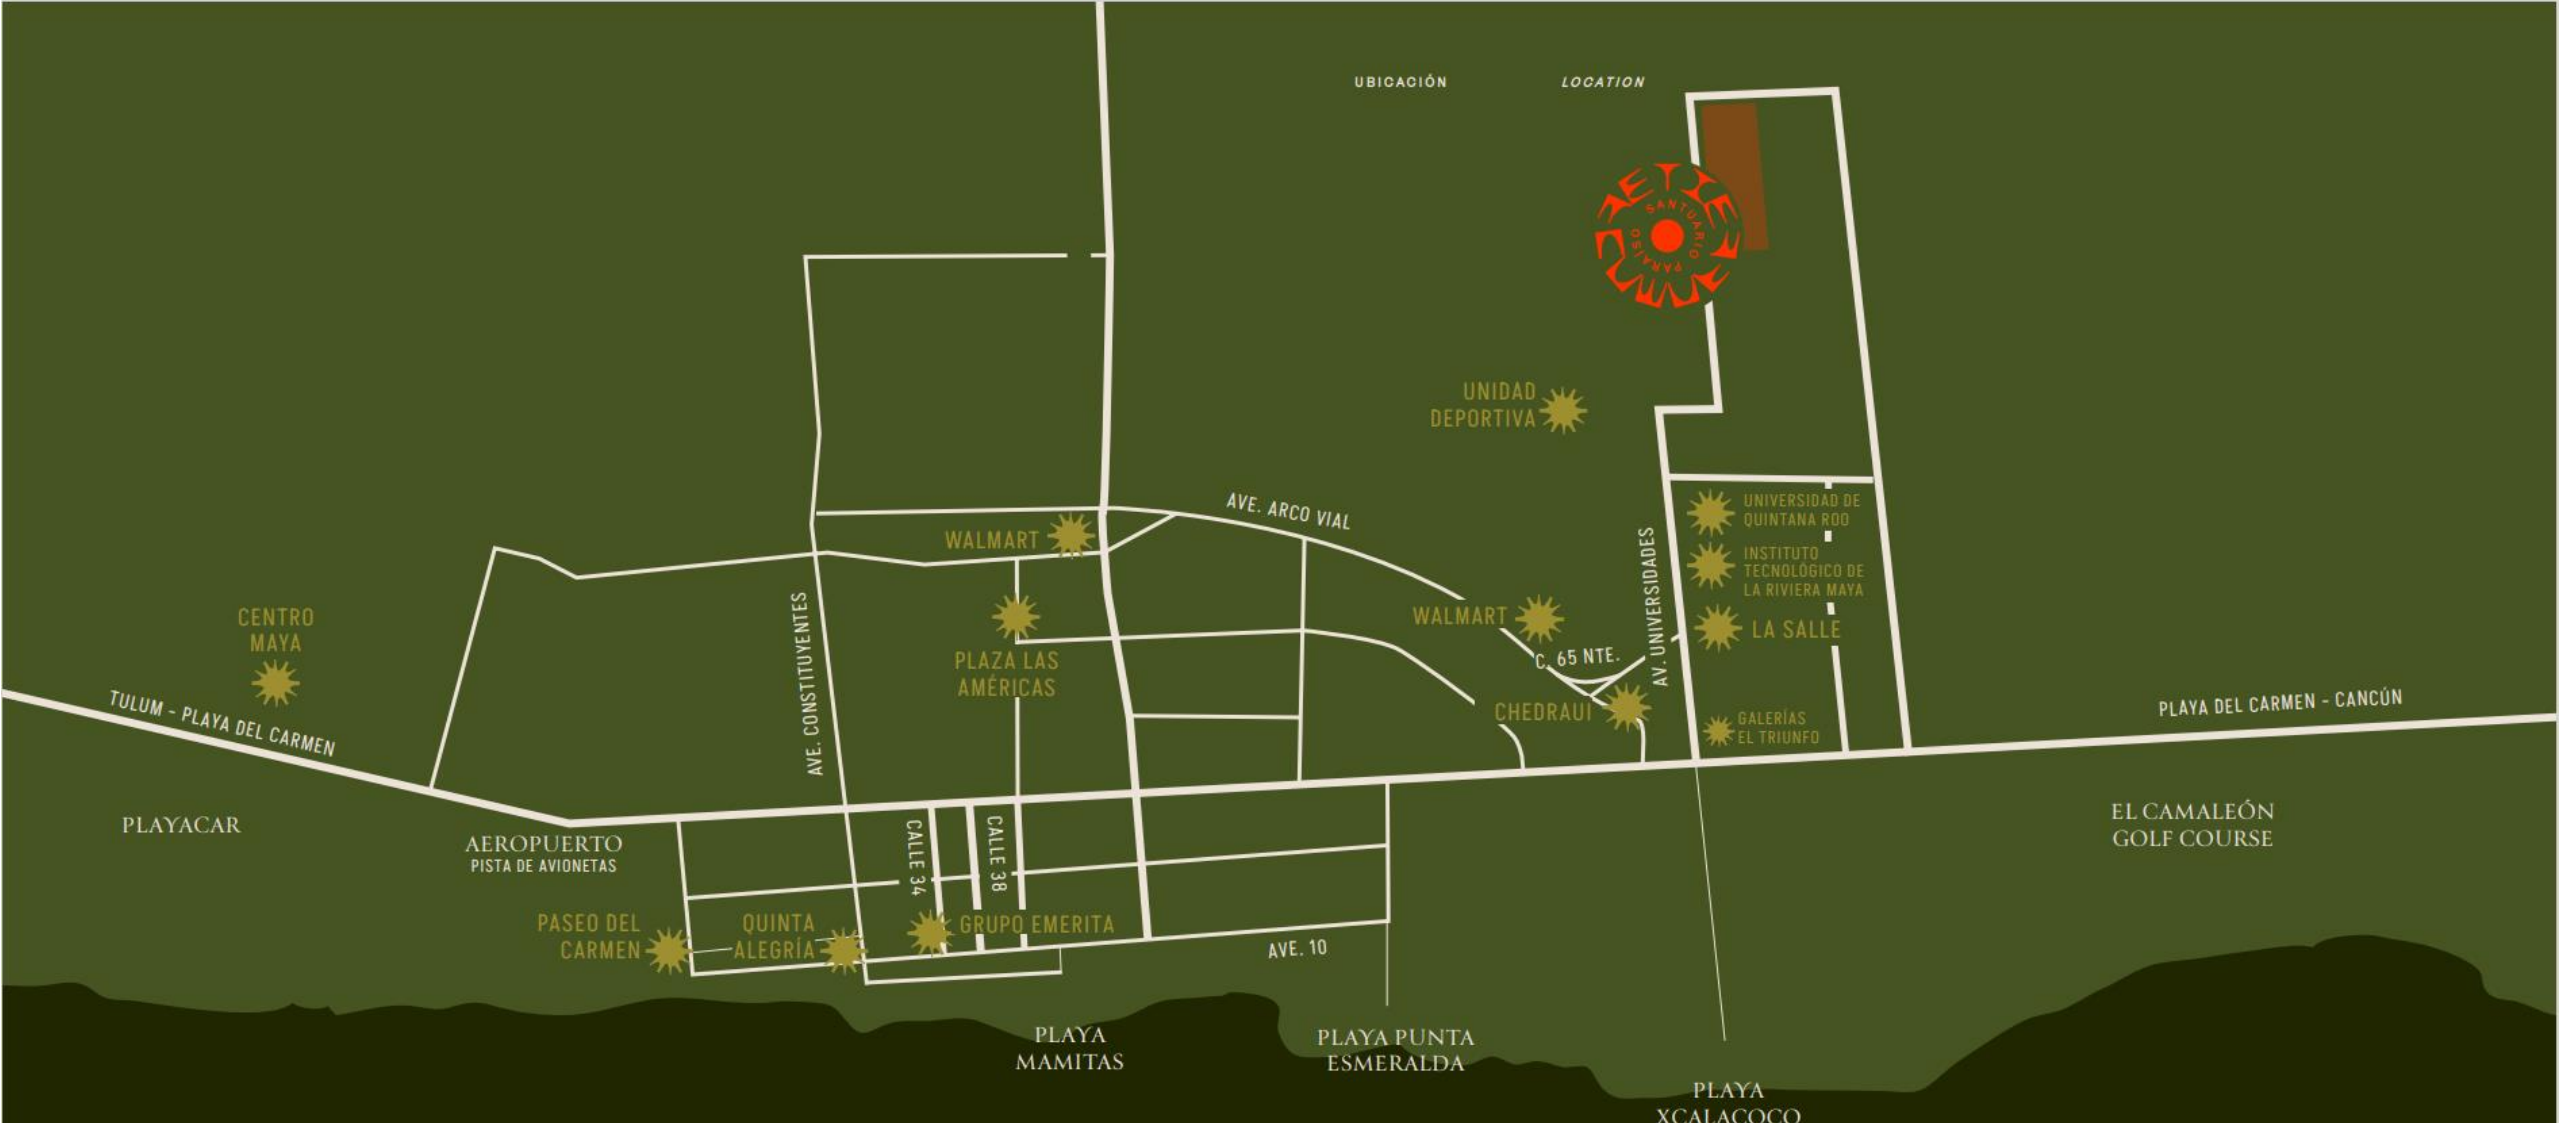 UBICACIÓN
LOCATION
SANTUARIO
PARAÍSO
UNIDAD
DEPORTIVA
AVE. ARCO VIAL
UNIVERSIDAD DE
QUINTANA ROO
INSTITUTO
TECNOLÓGICO DE
LA RIVIERA MAYA
LA SALLE
GALERÍAS
EL TRIUNFO
AV. UNIVERSIDADES
WALMART
WALMART
C. 65 NTE.
CHEDRAUI
PLAZA LAS
AMÉRICAS
AVE. CONSTITUYENTES
CENTRO
MAYA
TULUM - PLAYA DEL CARMEN
PLAYA DEL CARMEN - CANCÚN
PLAYACAR
AEROPUERTO
PISTA DE AVIONETAS
CALLE 34
CALLE 38
EL CAMALEÓN
GOLF COURSE
PASEO DEL
CARMEN
QUINTA
ALEGRÍA
GRUPO EMERITA
AVE. 10
PLAYA
MAMITAS
PLAYA PUNTA
ESMERALDA
PLAYA
XCALACOCO